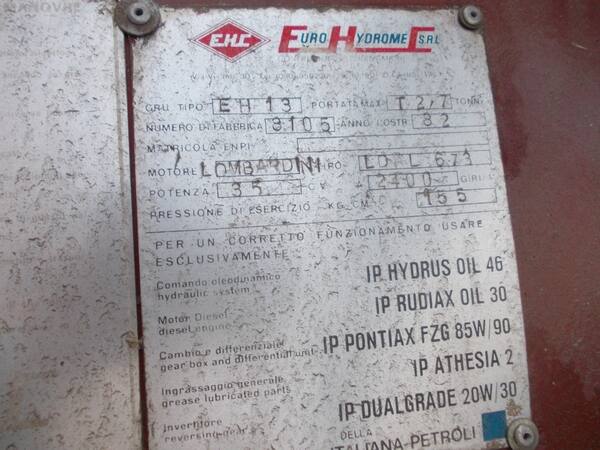 MANOVRE
EHC EURO HYDROMEC S.R.L.
GRU TIPO EH 13 PORTATA MAX T 2,7 TONN
NUMERO DI FABBRICA 3105 ANNO COSTR 82
MATRICOLA ENPI
MOTORE LOMBARDINI TIPO
POTENZA 35 CV 2400 GIRI
PRESSIONE DI ESERCIZIO KG CM 155
PER UN CORRETTO FUNZIONAMENTO USARE
ESCLUSIVAMENTE
Comando oleodinamico
hydraulic system IP HYDRUS OIL 46
Motor Diesel
diesel engine IP RUDIAX OIL 30
Cambio e differenziale
gear box and differential unit IP PONTIAX FZG 85W/90
Ingrassaggio generale
grease lubricated parts IP ATHESIA 2
Invertitore
reversing gear IP DUALGRADE 20W/30
DELLA
ITALIANA PETROLI